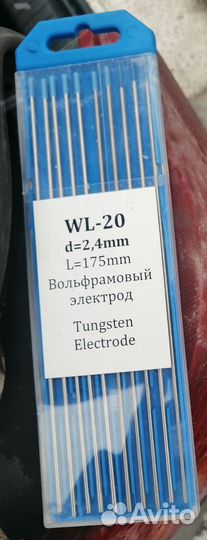 WL-20
d=2,4mm
L=175mm
Вольфрамовый
электрод
Tungsten
Electrode
Avito